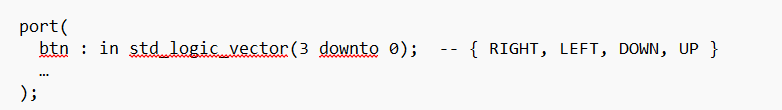 port(
  btn : in std_logic_vector(3 downto 0);  -- { RIGHT, LEFT, DOWN, UP }
  …
);